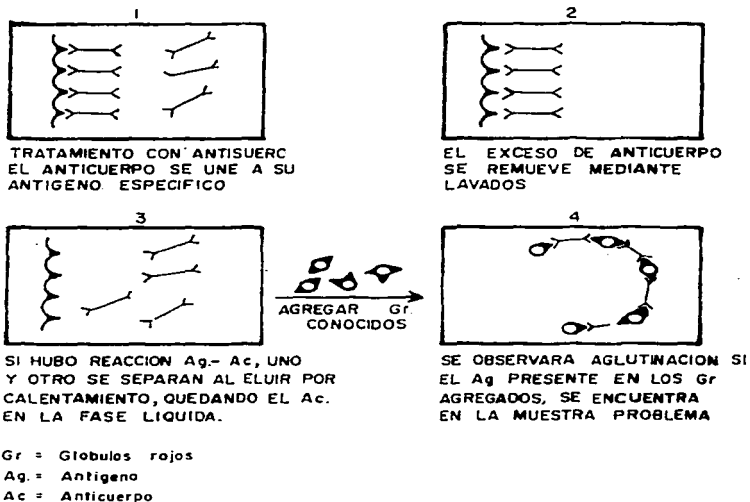 1
TRATAMIENTO CON ANTISUERC
EL ANTICUERPO SE UNE A SU
ANTIGENO ESPECIFICO
2
EL EXCESO DE ANTICUERPO
SE REMUEVE MEDIANTE
LAVADOS
3
SI HUBO REACCION Ag.- Ac, UNO
Y OTRO SE SEPARAN AL ELUIR POR
CALENTAMIENTO, QUEDANDO EL Ac.
EN LA FASE LIQUIDA.
AGREGAR Gr.
CONOCIDOS
4
SE OBSERVARA AGLUTINACION SI
EL Ag PRESENTE EN LOS Gr
AGREGADOS, SE ENCUENTRA
EN LA MUESTRA PROBLEMA
Gr = Globulos rojos
Ag. = Antigeno
Ac = Anticuerpo